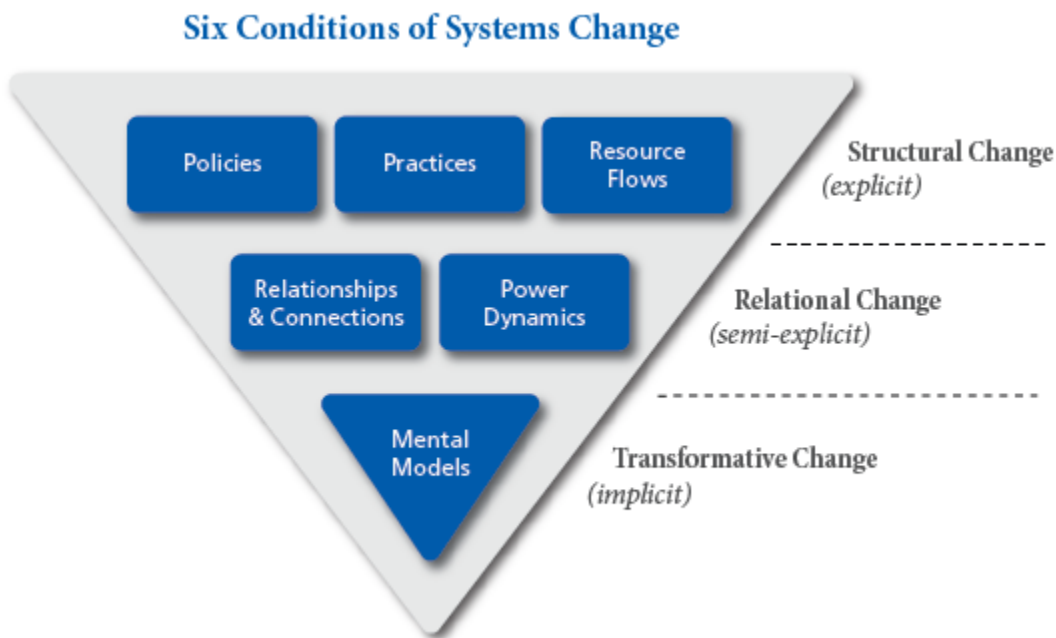 Six Conditions of Systems Change
Policies
Practices
Resource
Flows
Structural Change
(explicit)
Relationships
& Connections
Power
Dynamics
Relational Change
(semi-explicit)
Mental
Models
Transformative Change
(implicit)